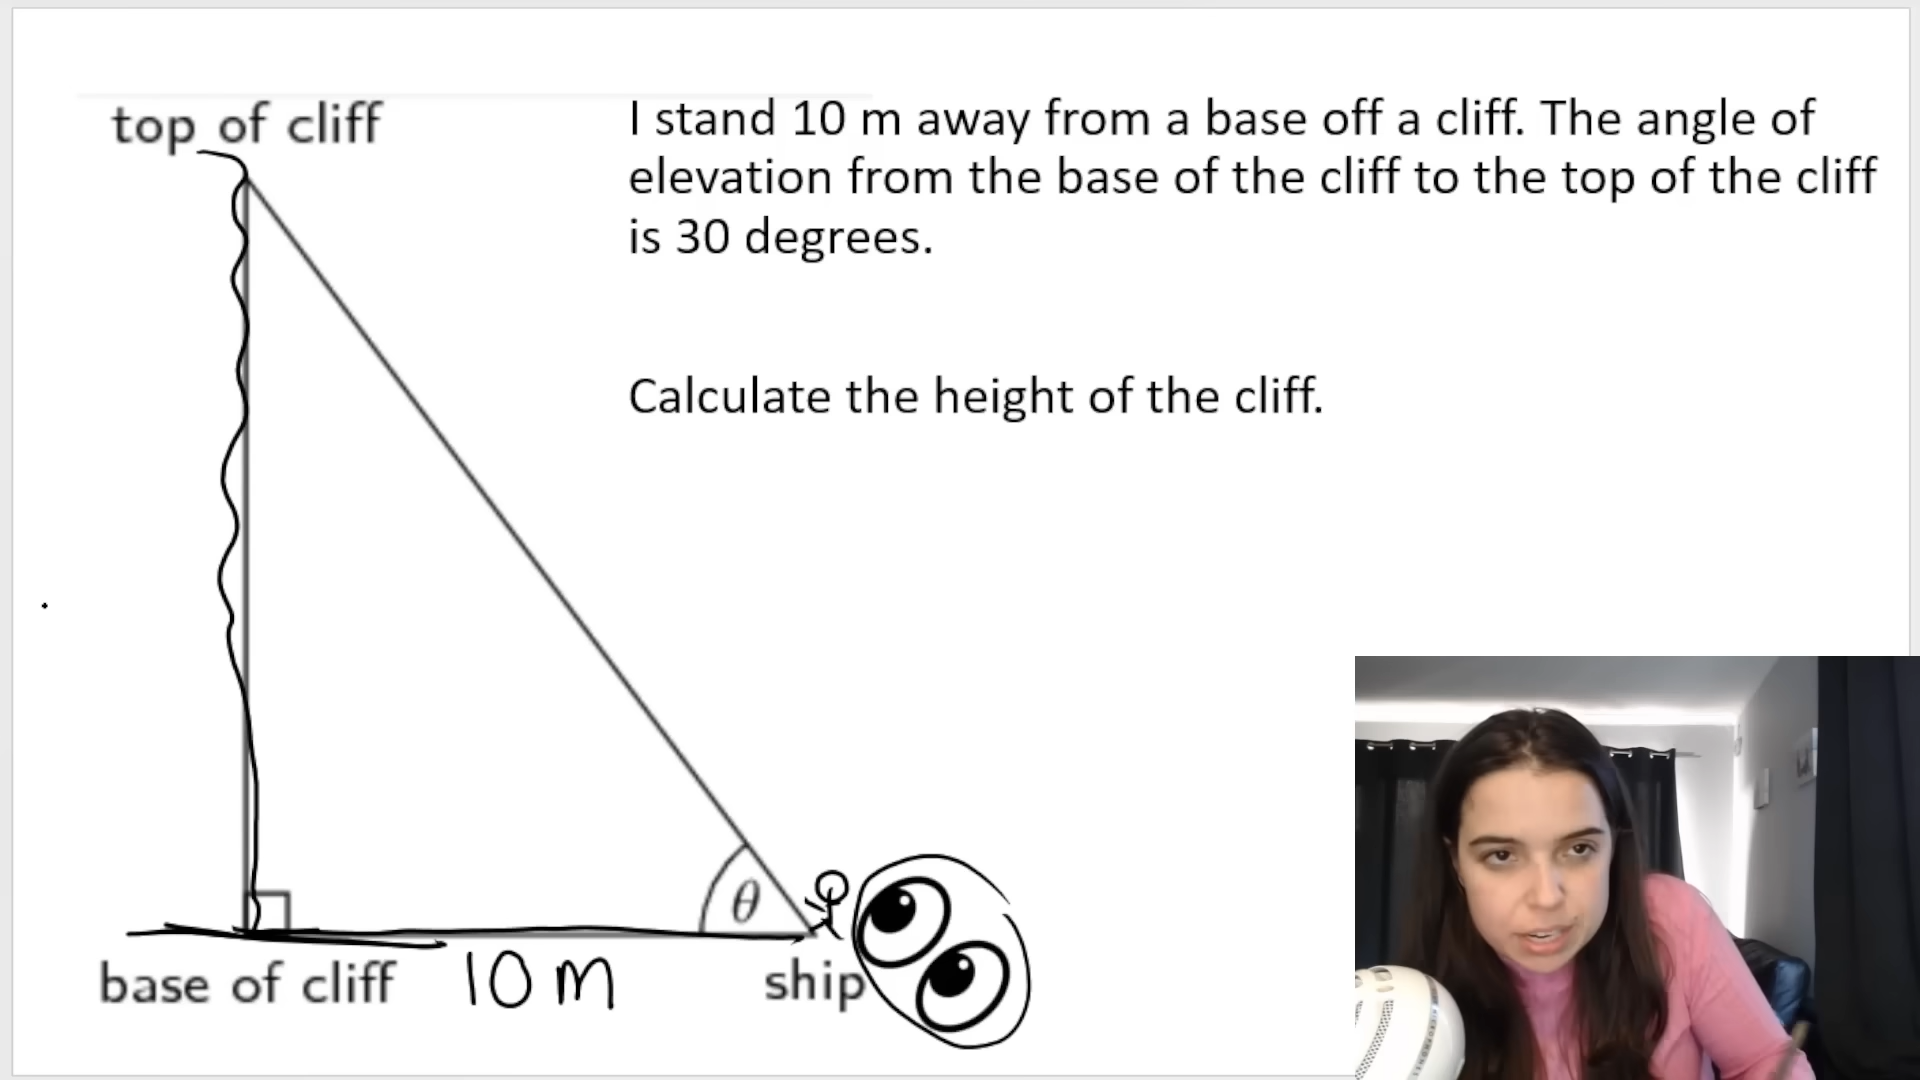 top of cliff
I stand 10 m away from a base off a cliff. The angle of
elevation from the base of the cliff to the top of the cliff
is 30 degrees.
Calculate the height of the cliff.
θ
base of cliff
10 m
ship